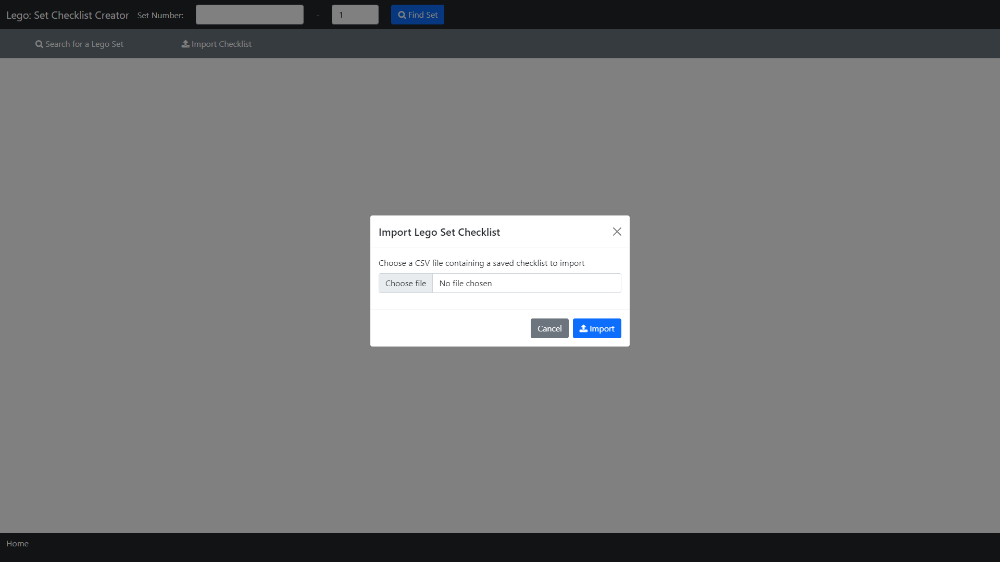 Lego: Set Checklist Creator Set Number: - 1 Find Set
Search for a Lego Set Import Checklist
Import Lego Set Checklist
Choose a CSV file containing a saved checklist to import
Choose file No file chosen
Cancel Import
Home